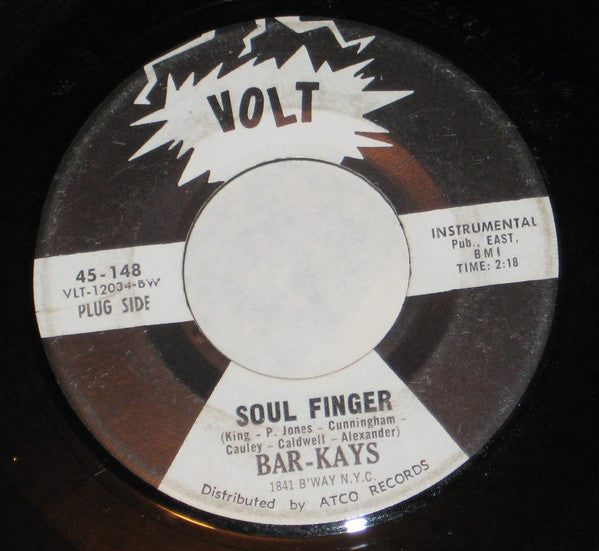 VOLT
45-148
VLT-12034-BW
PLUG SIDE
INSTRUMENTAL
Pub., EAST,
BMI
TIME: 2:18
SOUL FINGER
(King - P. Jones - Cunningham -
Cauley - Caldwell - Alexander)
BAR-KAYS
1841 B'WAY N.Y.C.
Distributed by ATCO RECORDS